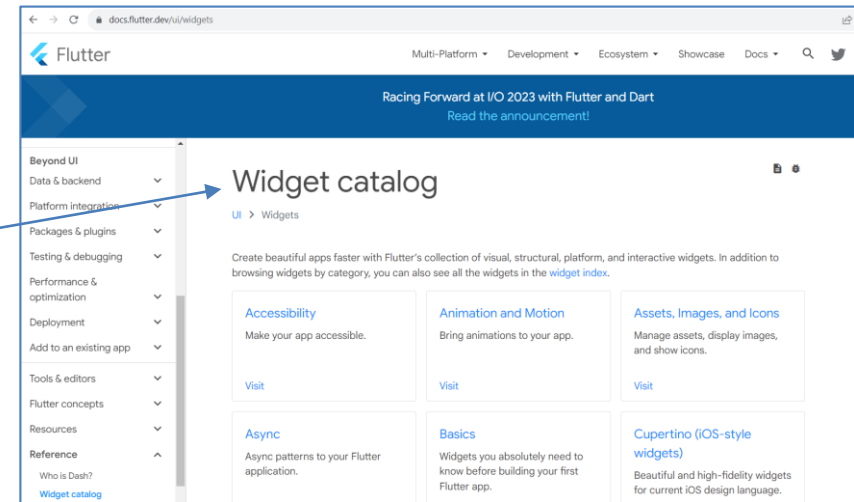 docs.flutter.dev/ui/widgets
Flutter
Multi-Platform Development Ecosystem Showcase Docs
Racing Forward at I/O 2023 with Flutter and Dart
Read the announcement!
Beyond UI
Data & backend
Platform integration
Packages & plugins
Testing & debugging
Performance &
optimization
Deployment
Add to an existing app
Tools & editors
Flutter concepts
Resources
Reference
Who is Dash?
Widget catalog
Widget catalog
UI > Widgets
Create beautiful apps faster with Flutter's collection of visual, structural, platform, and interactive widgets. In addition to
browsing widgets by category, you can also see all the widgets in the widget index.
Accessibility
Make your app accessible.
Visit
Animation and Motion
Bring animations to your app.
Visit
Assets, Images, and Icons
Manage assets, display images,
and show icons.
Visit
Async
Async patterns to your Flutter
application.
Basics
Widgets you absolutely need to
know before building your first
Flutter app.
Cupertino (iOS-style
widgets)
Beautiful and high-fidelity widgets
for current iOS design language.